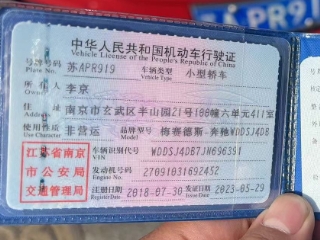 PR91
中华人民共和国机动车行驶证
Vehicle License of the People's Republic of China
号牌号码 苏APR919 车辆类型 小型轿车
Plate No. Vehicle Type
所有人 李京
住址 南京市玄武区半山园21号188幢六单元411室
使用性质 非营运 品牌型号 梅赛德斯-奔驰WDDSJ4DB
Use Character Model
江苏省南京市公安局交通管理局
车辆识别代号 WDDSJ4DB7JN696391
VIN
发动机号码 27091031692452
Engine No.
注册日期 2018-07-30 发证日期 2023-05-29
Register Date Issue Date